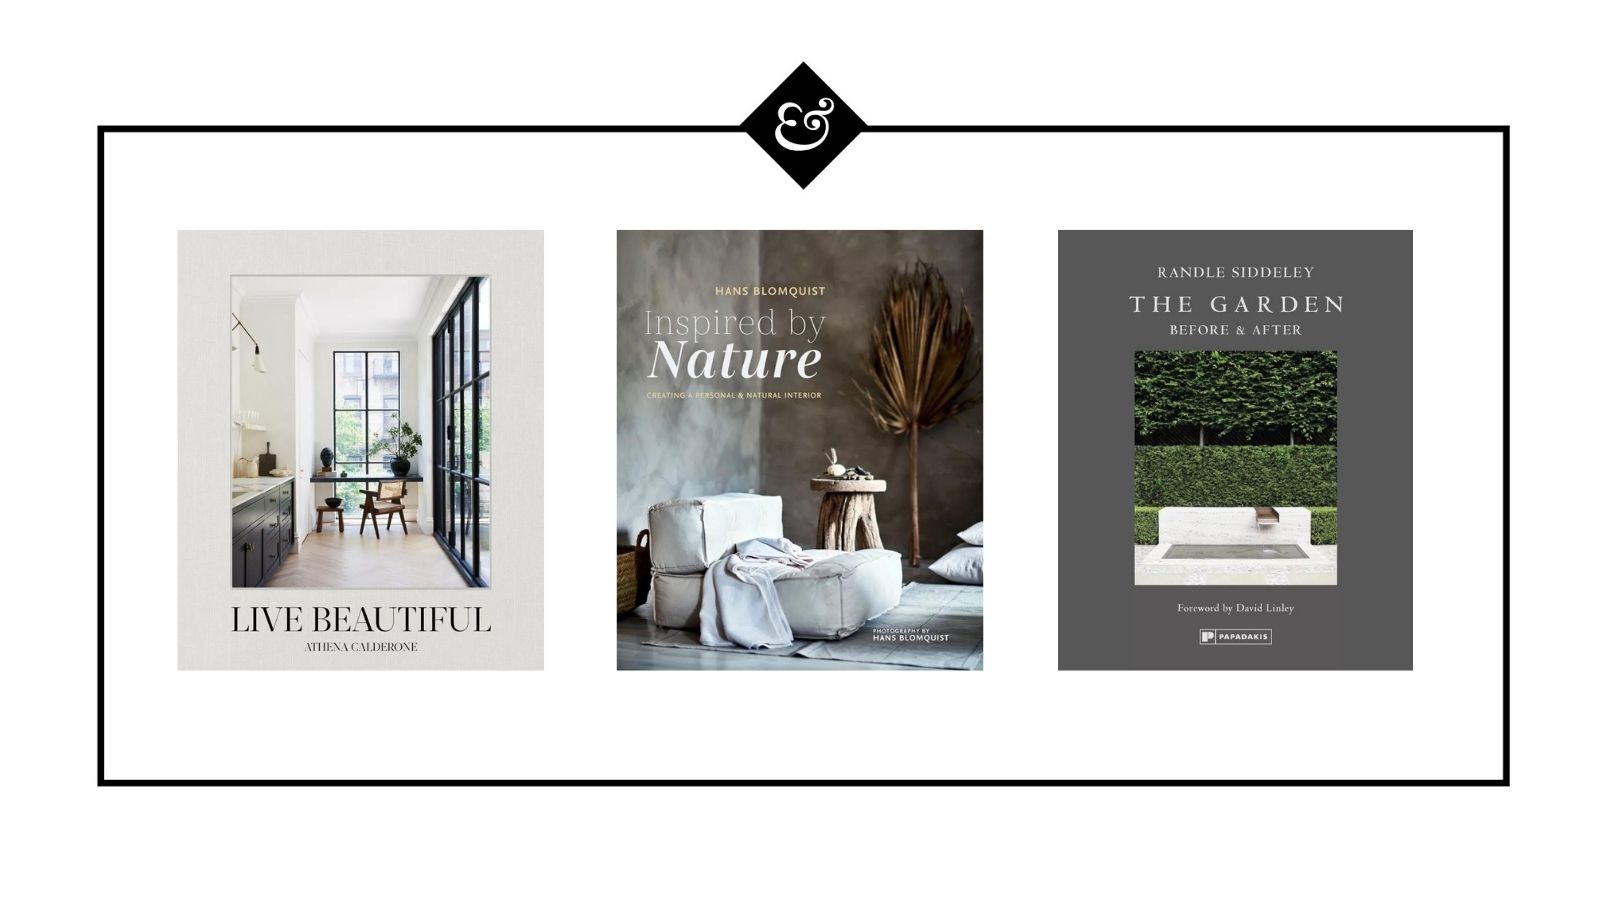 &
LIVE BEAUTIFUL
ATHENA CALDERONE
HANS BLOMQUIST
Inspired by
Nature
CREATING A PERSONAL & NATURAL INTERIOR
PHOTOGRAPHY BY
HANS BLOMQUIST
RANDLE SIDDELEY
THE GARDEN
BEFORE & AFTER
Foreword by David Linley
PAPADAKIS